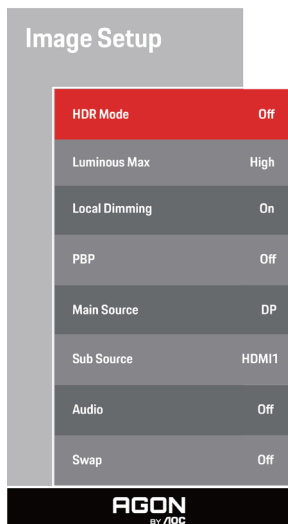 Image Setup
HDR Mode Off
Luminous Max High
Local Dimming On
PBP Off
Main Source DP
Sub Source HDMI1
Audio Off
Swap Off
AGON
BY AOC